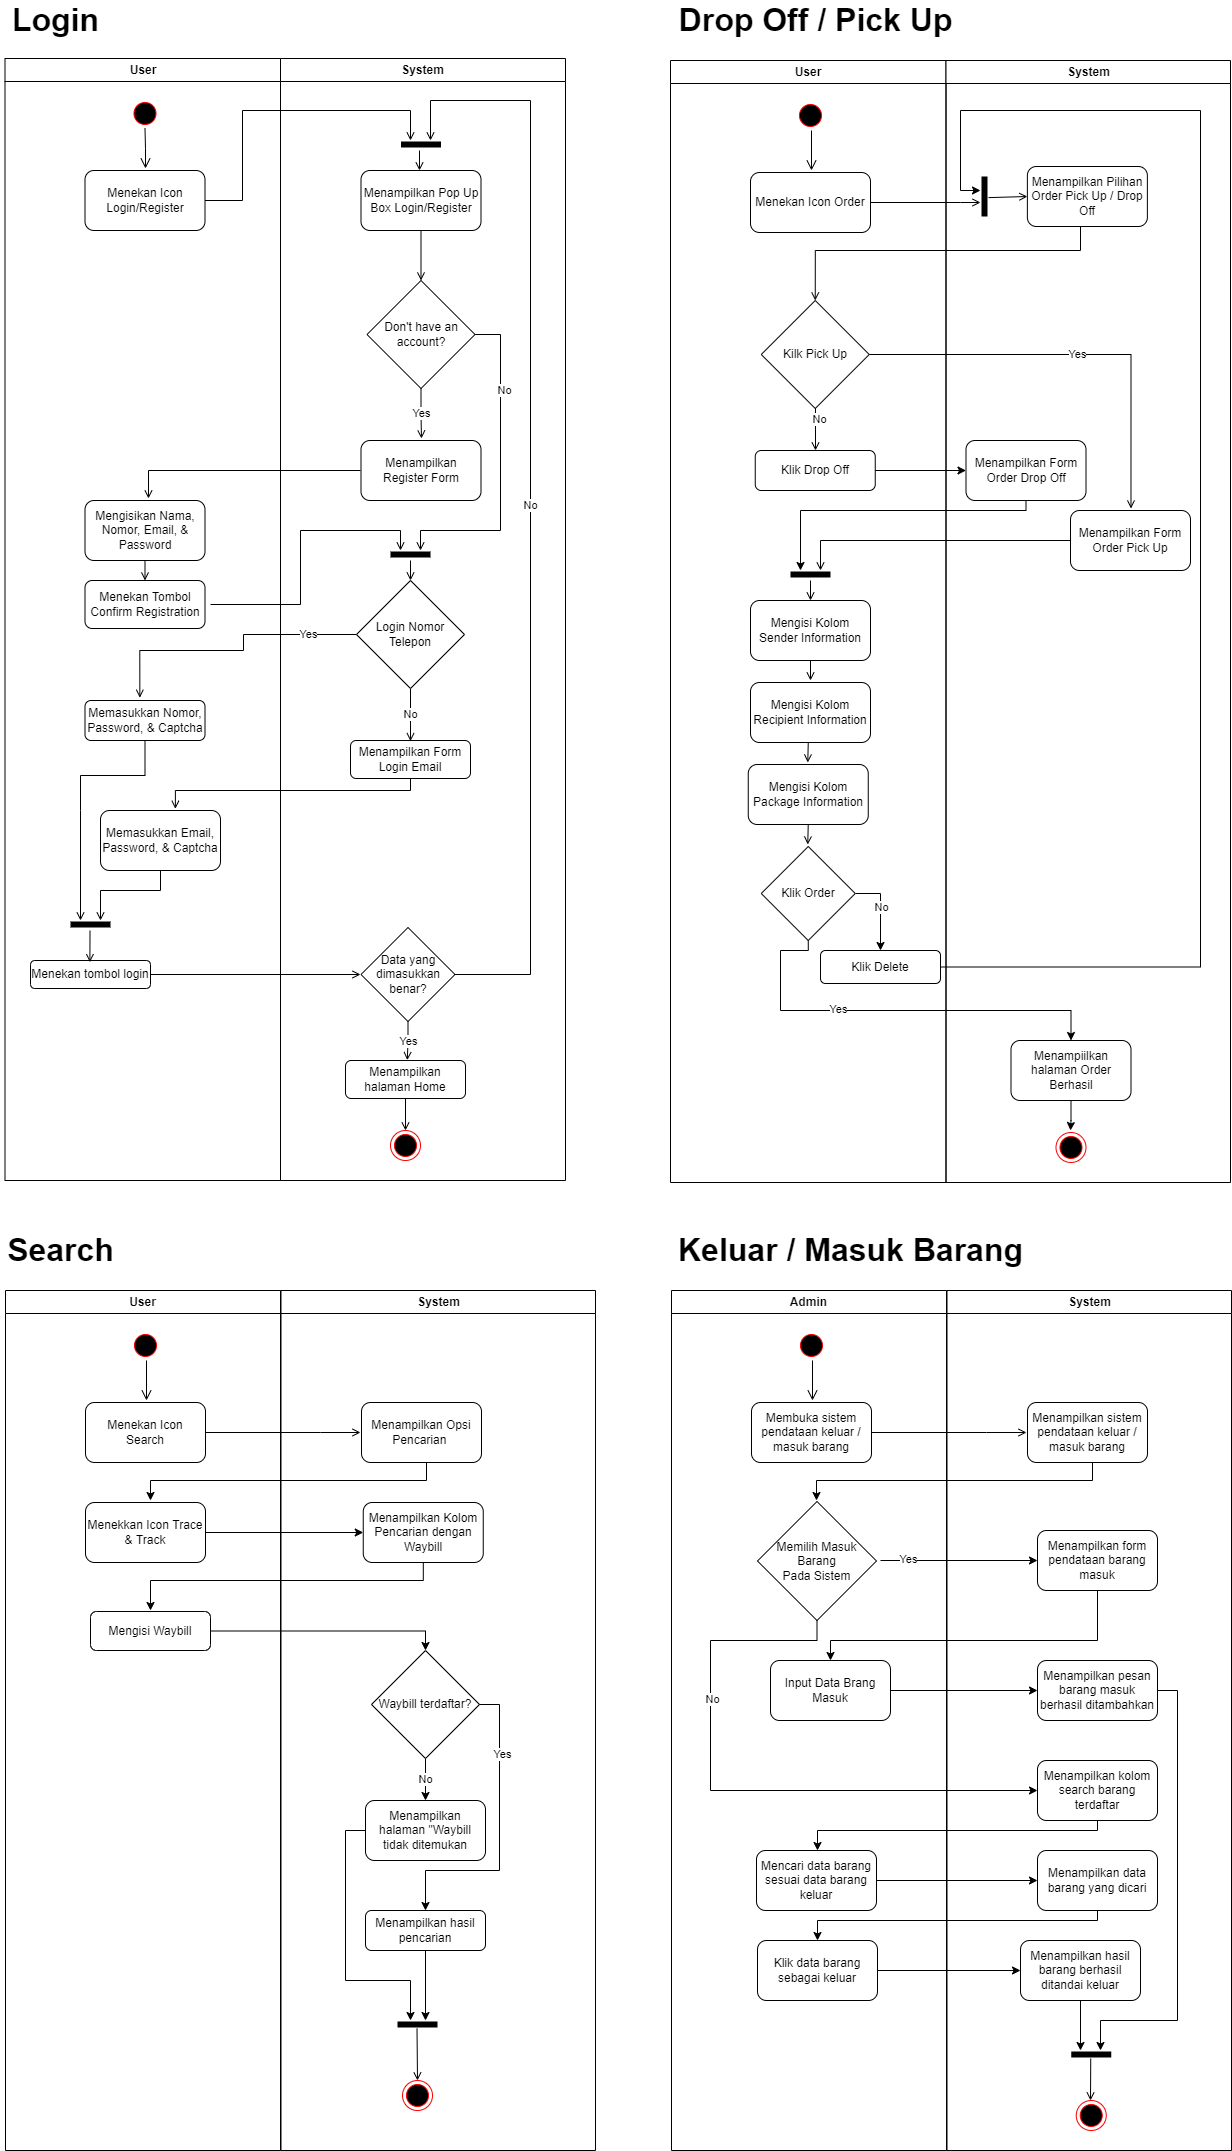 Login
User
System
Menekan Icon
Login/Register
Menampilkan Pop Up
Box Login/Register
Don't have an
account?
No
Yes
Menampilkan
Register Form
No
Mengisikan Nama,
Nomor, Email, &
Password
Menekan Tombol
Confirm Registration
Login Nomor
Telepon
Yes
Memasukkan Nomor,
Password, & Captcha
No
Menampilkan Form
Login Email
Memasukkan Email,
Password, & Captcha
Menekan tombol login
Data yang
dimasukkan
benar?
Yes
Menampilkan
halaman Home
Drop Off / Pick Up
User
System
Menekan Icon Order
Menampilkan Pilihan
Order Pick Up / Drop
Off
Kilk Pick Up
Yes
No
Klik Drop Off
Menampilkan Form
Order Drop Off
Menampilkan Form
Order Pick Up
Mengisi Kolom
Sender Information
Mengisi Kolom
Recipient Information
Mengisi Kolom
Package Information
Klik Order
No
Klik Delete
Yes
Menampiilkan
halaman Order
Berhasil
Search
User
System
Menekan Icon
Search
Menampilkan Opsi
Pencarian
Menekkan Icon Trace
& Track
Menampilkan Kolom
Pencarian dengan
Waybill
Mengisi Waybill
Waybill terdaftar?
Yes
No
Menampilkan
halaman "Waybill
tidak ditemukan
Menampilkan hasil
pencarian
Keluar / Masuk Barang
Admin
System
Membuka sistem
pendataan keluar /
masuk barang
Menampilkan sistem
pendataan keluar /
masuk barang
Memilih Masuk
Barang
Pada Sistem
Yes
Menampilkan form
pendataan barang
masuk
No
Input Data Brang
Masuk
Menampilkan pesan
barang masuk
berhasil ditambahkan
Menampilkan kolom
search barang
terdaftar
Mencari data barang
sesuai data barang
keluar
Menampilkan data
barang yang dicari
Klik data barang
sebagai keluar
Menampilkan hasil
barang berhasil
ditandai keluar